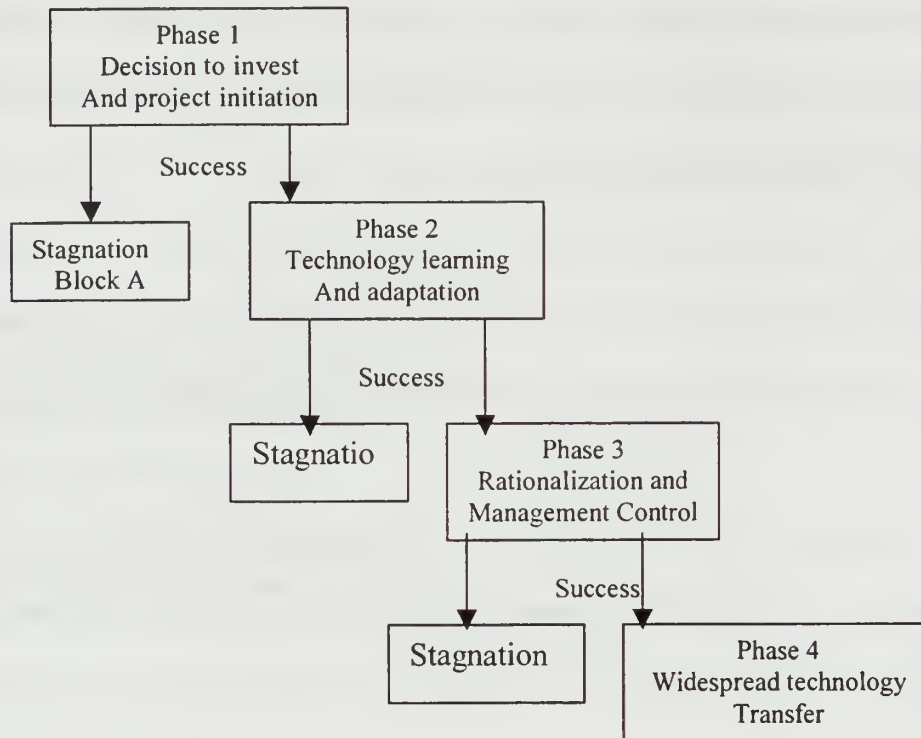 Phase 1
Decision to invest
And project initiation
Success
Stagnation
Block A
Phase 2
Technology learning
And adaptation
Success
Stagnatio
Phase 3
Rationalization and
Management Control
Success
Stagnation
Phase 4
Widespread technology
Transfer